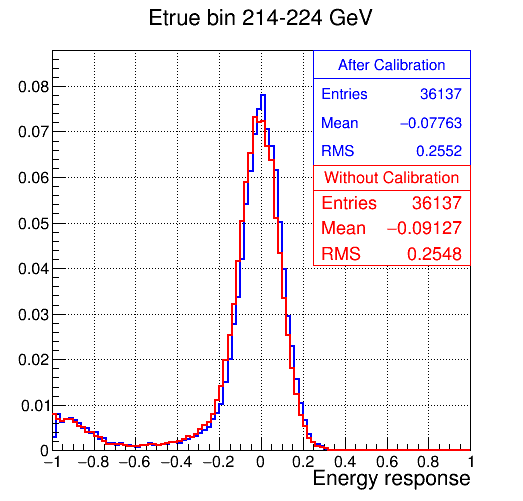 Etrue bin 214-224 GeV
After Calibration
Entries 36137
Mean −0.07763
RMS 0.2552
Without Calibration
Entries 36137
Mean −0.09127
RMS 0.2548
0.08
0.07
0.06
0.05
0.04
0.03
0.02
0.01
0
−1 −0.8 −0.6 −0.4 −0.2 0 0.2 0.4 0.6 0.8 1
Energy response